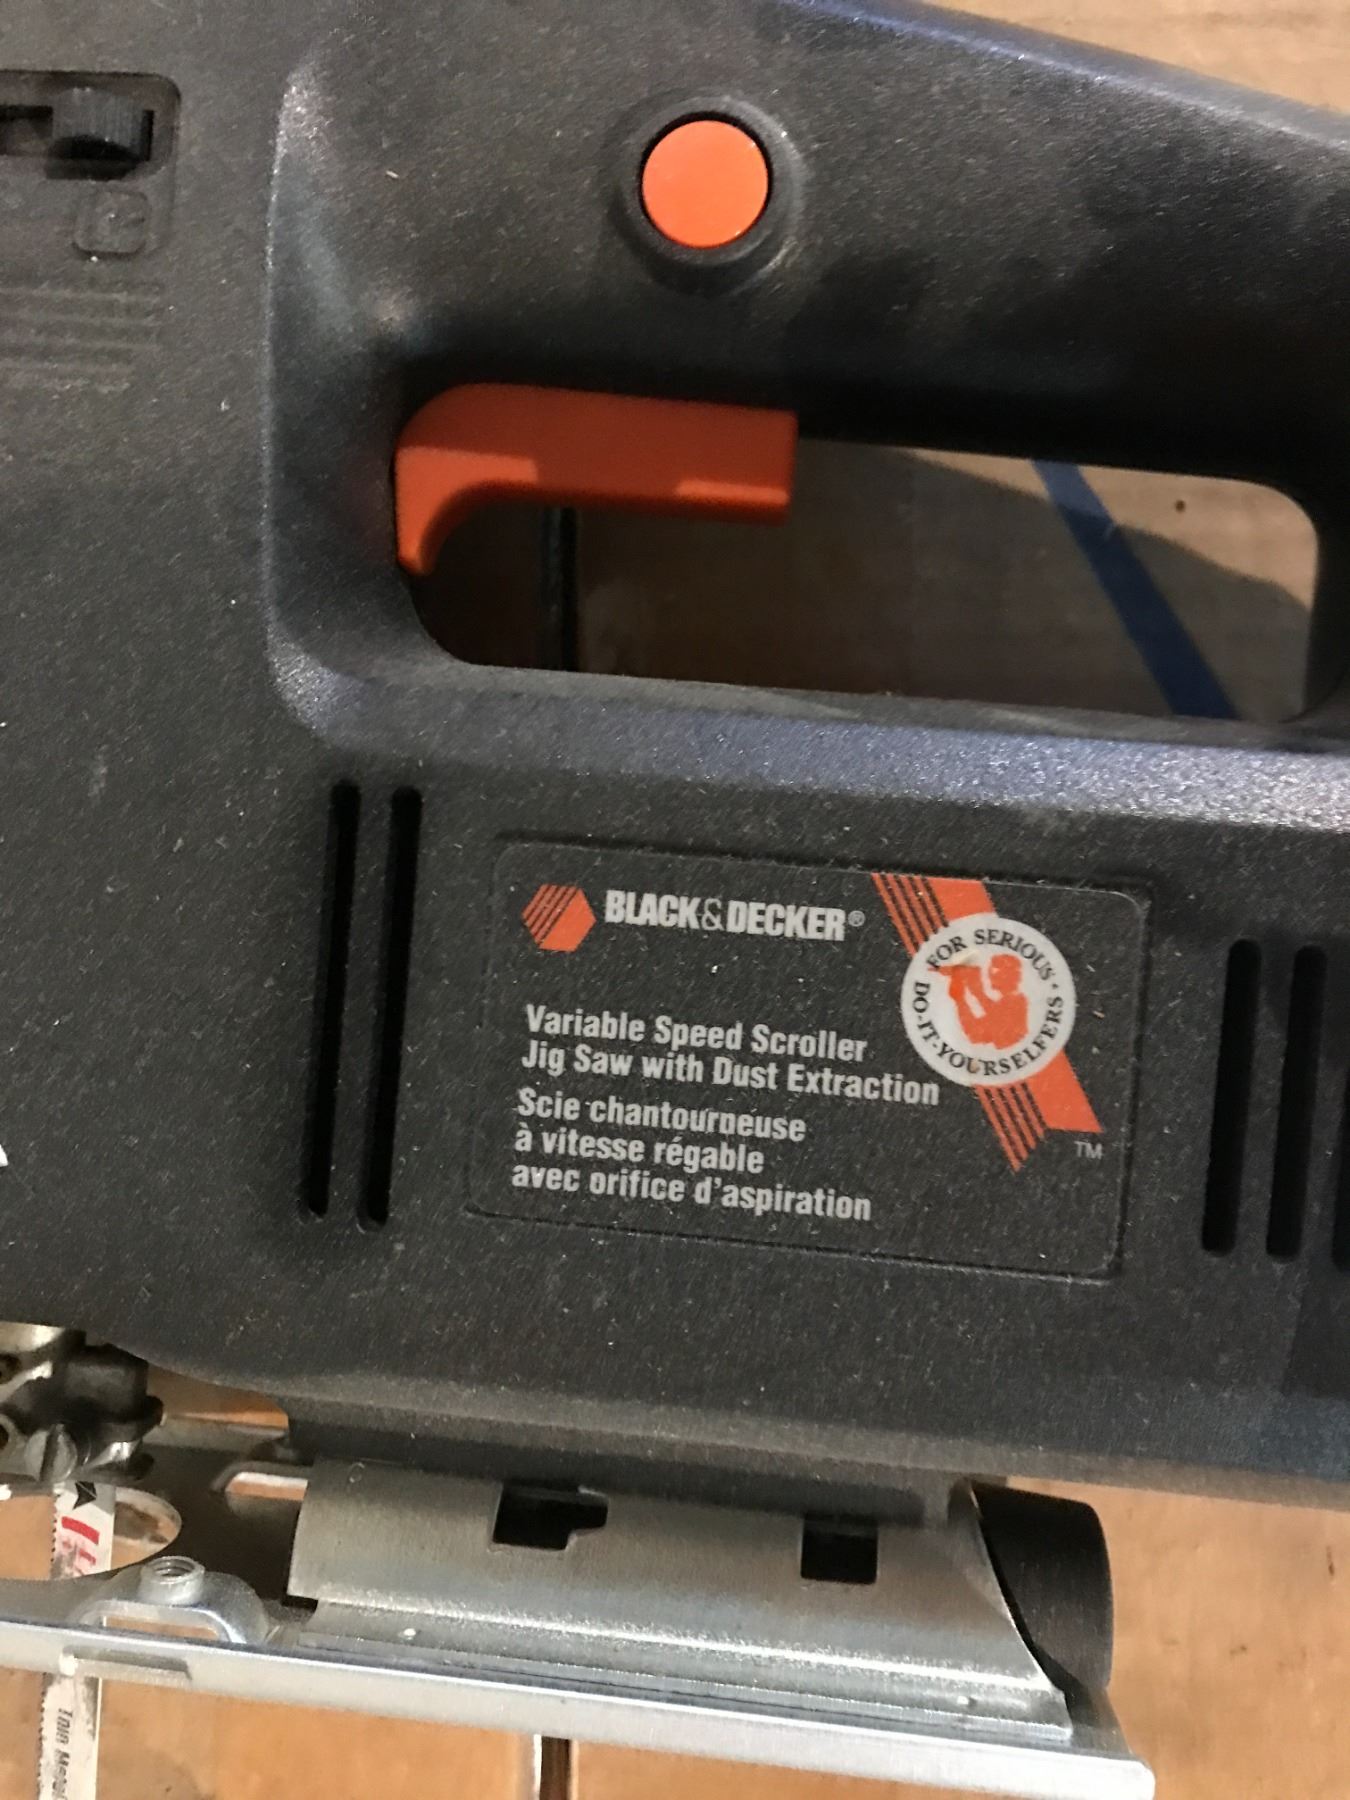 BLACK&DECKER®
Variable Speed Scroller
Jig Saw with Dust Extraction
Scie chantourneuse
à vitesse régable
avec orifice d'aspiration
FOR SERIOUS
DO-IT-YOURSELFERS
TM